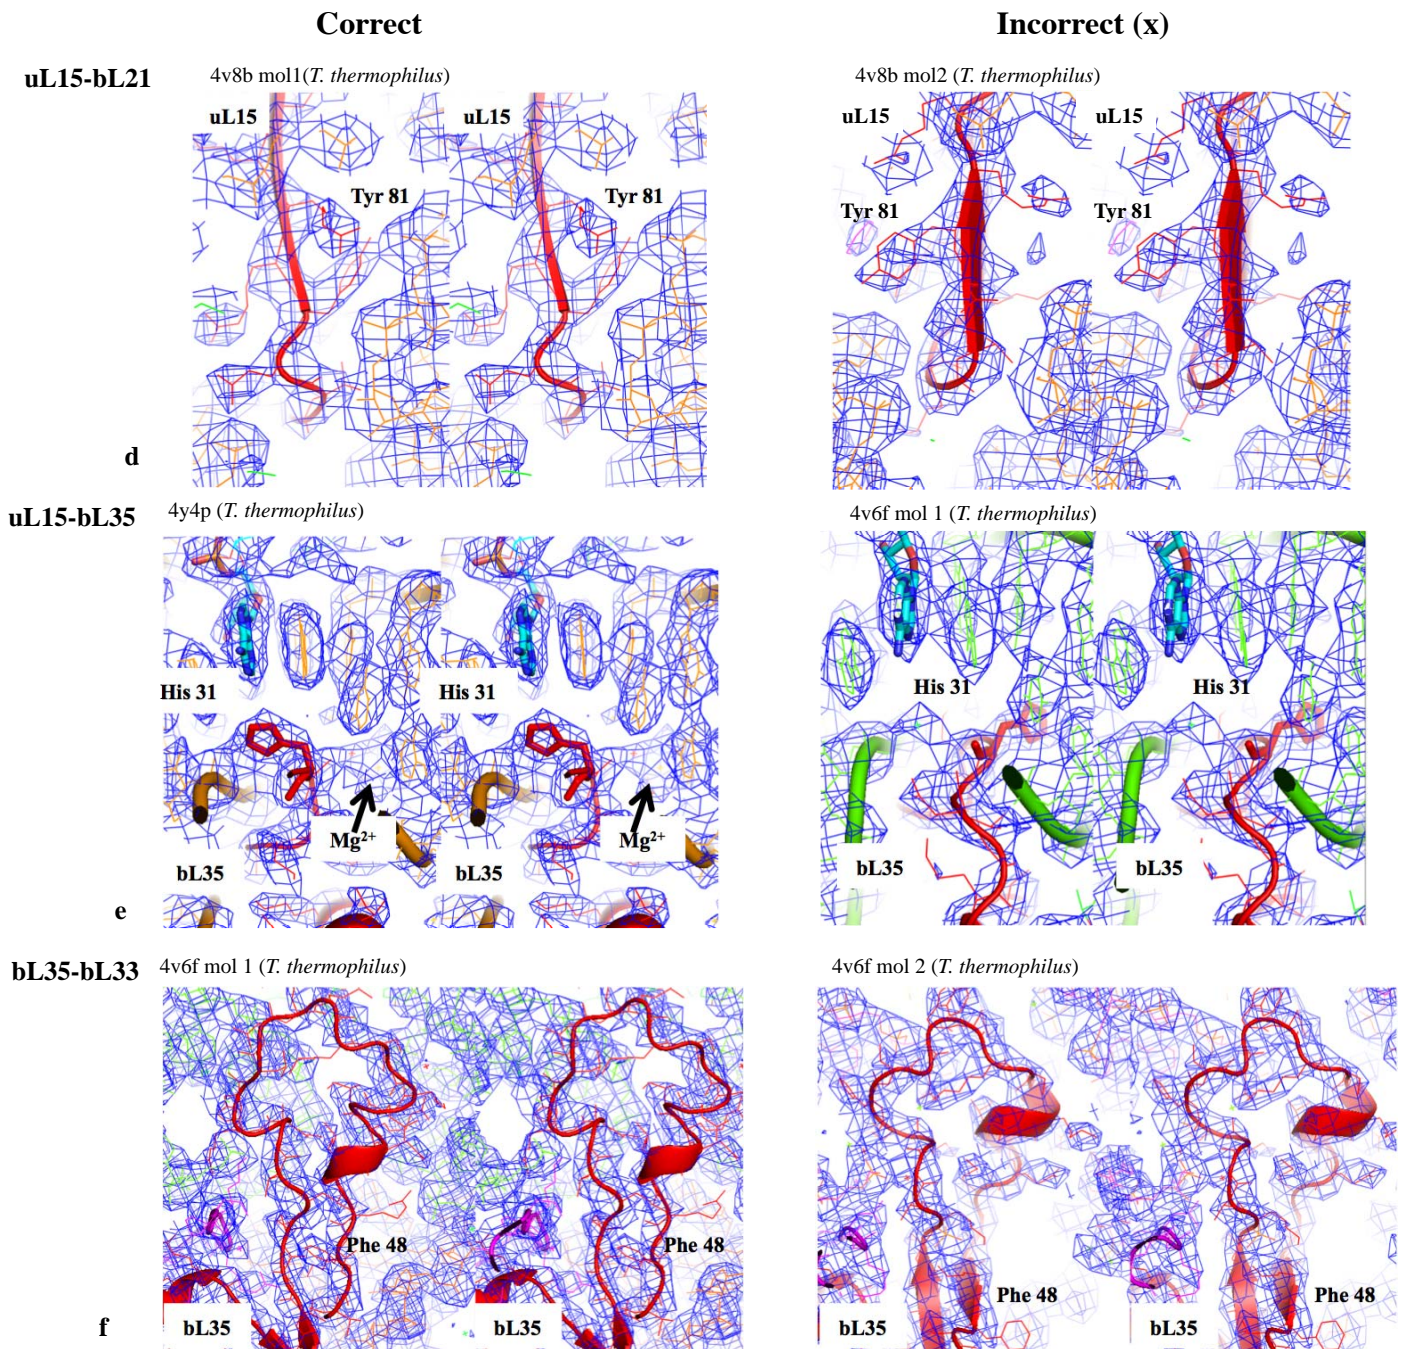 Correct Incorrect (x)
uL15-bL21 4v8b mol1(T. thermophilus) 4v8b mol2 (T. thermophilus)
uL15 uL15 uL15 uL15
Tyr 81 Tyr 81 Tyr 81 Tyr 81
d
uL15-bL35 4y4p (T. thermophilus) 4v6f mol 1 (T. thermophilus)
His 31 His 31 His 31 His 31
Mg2+ Mg2+
bL35 bL35 bL35 bL35
e
bL35-bL33 4v6f mol 1 (T. thermophilus) 4v6f mol 2 (T. thermophilus)
Phe 48 Phe 48 Phe 48 Phe 48
f bL35 bL35 bL35 bL35